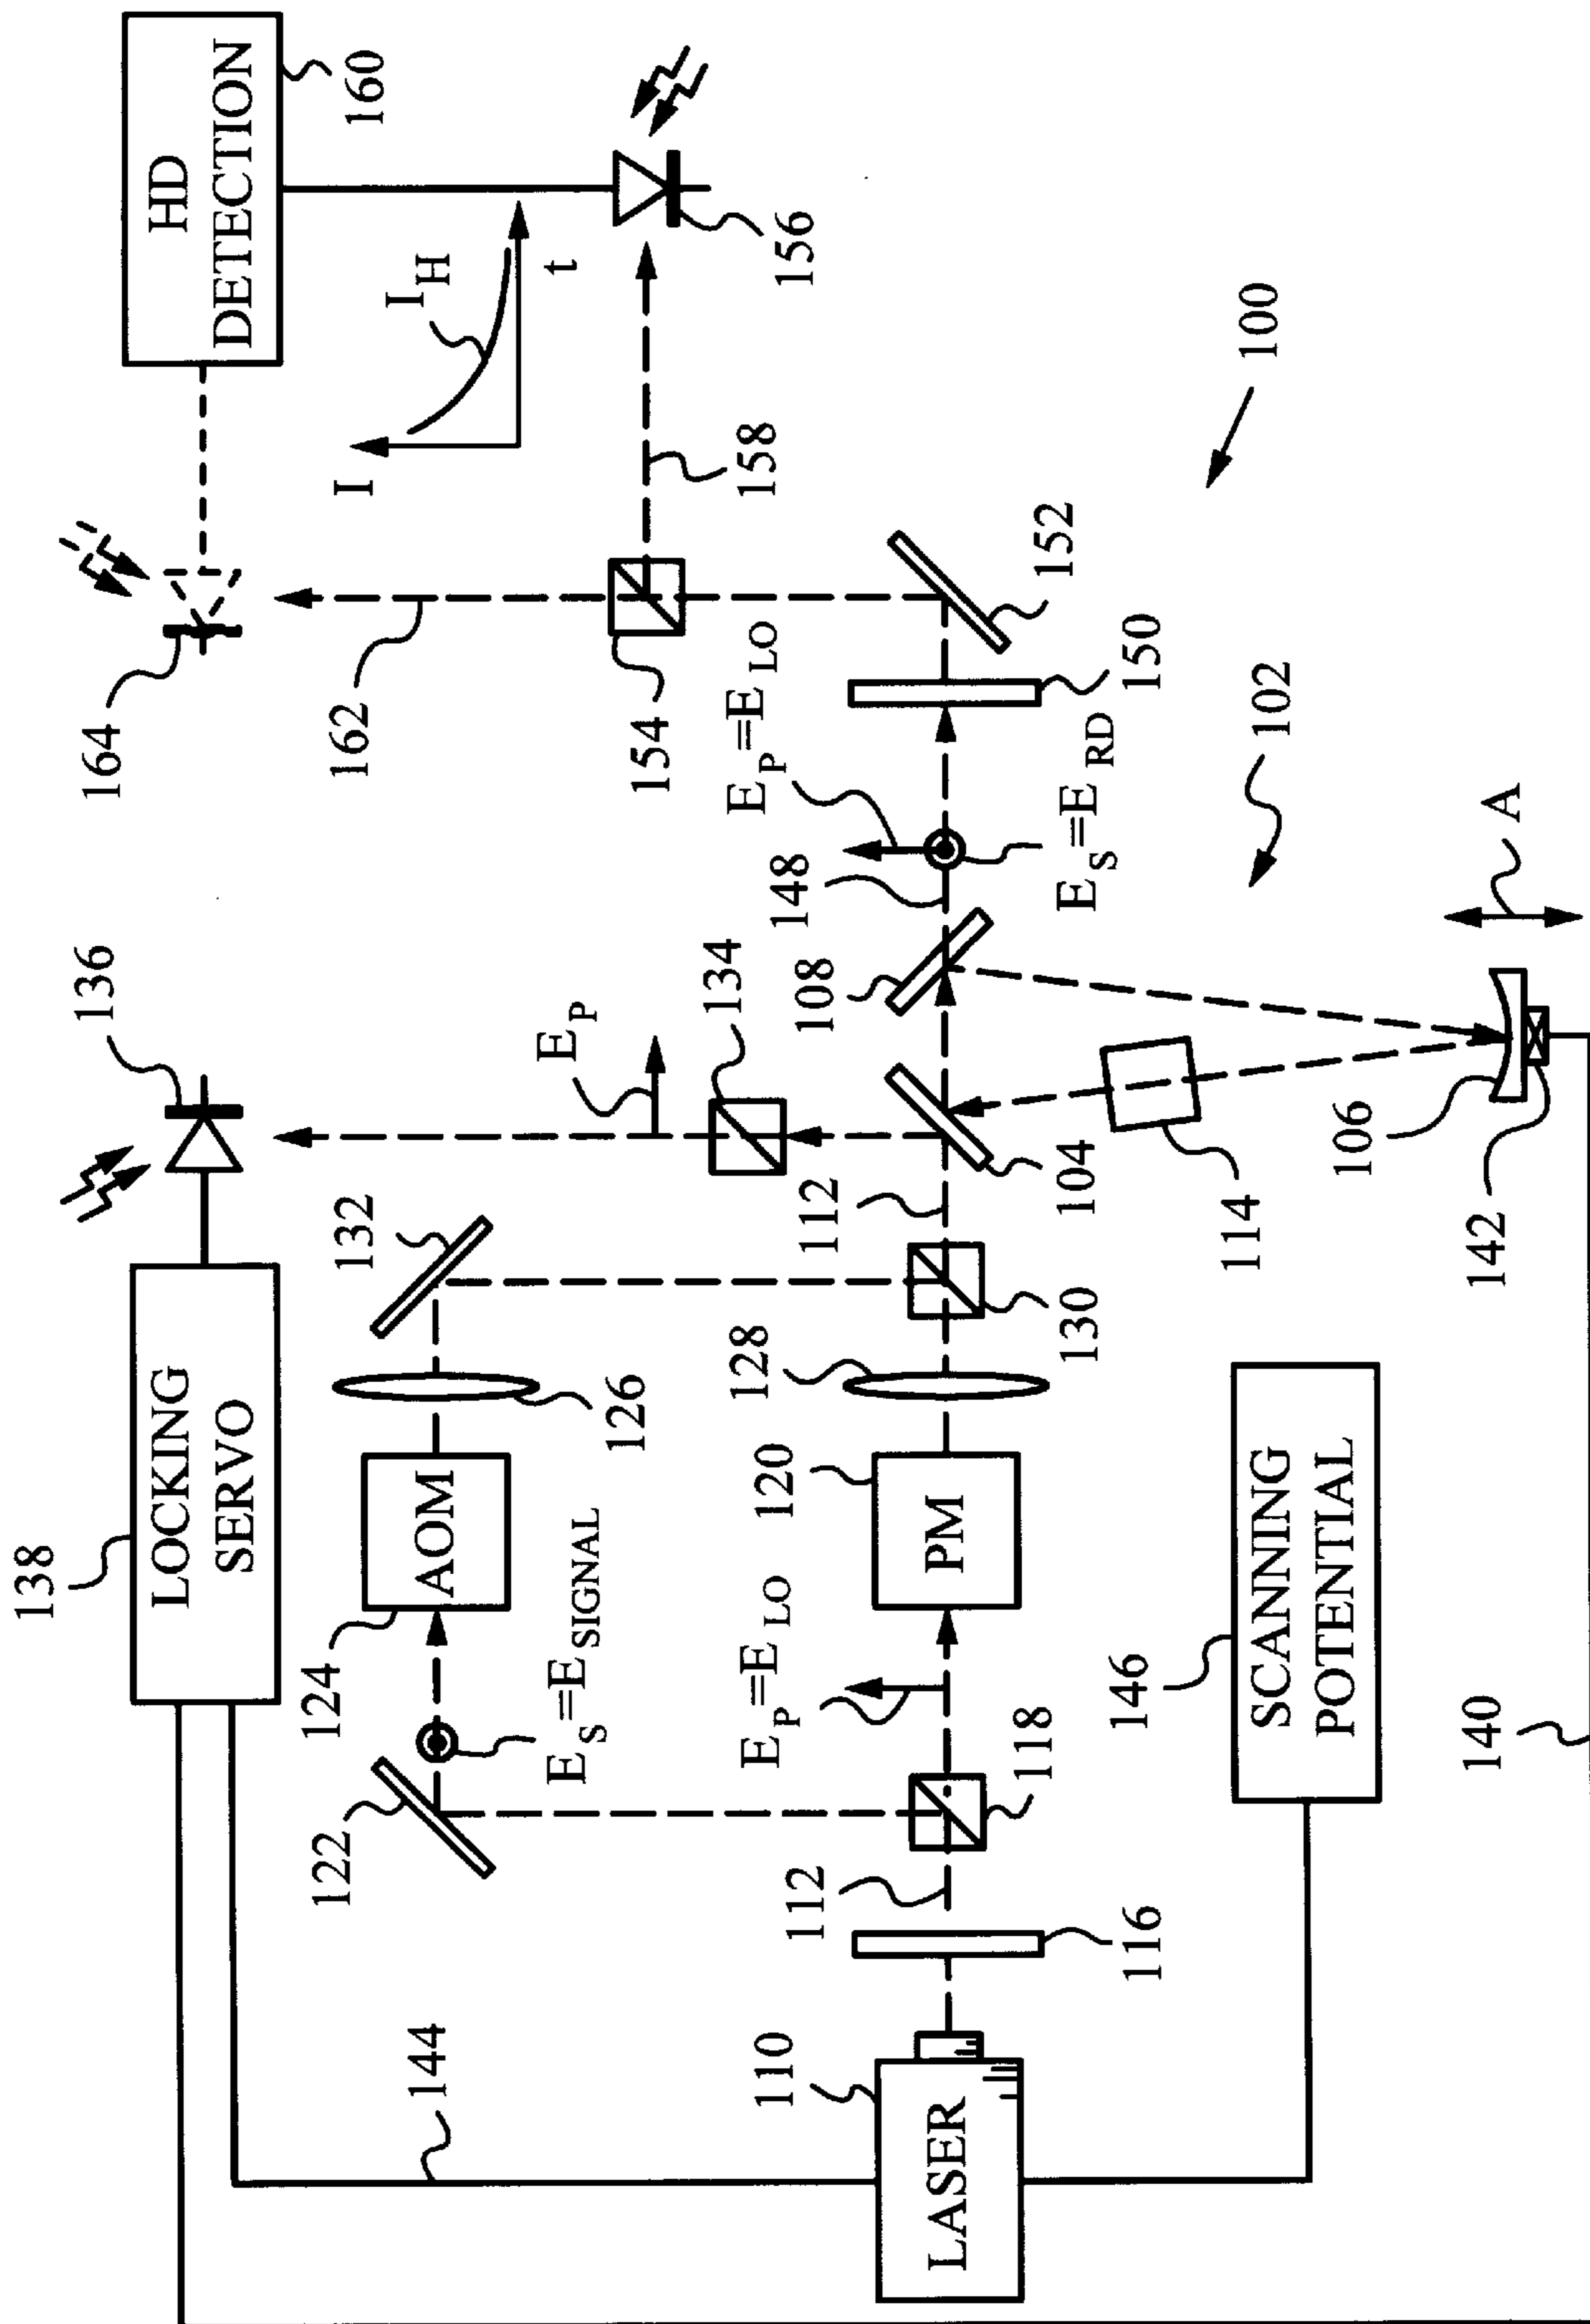 138
LOCKING
SERVO
136
164
HD
DETECTION
160
144
122
124
AOM
E_S=E_SIGNAL
126
132
E_P
134
162
I
I_H
t
158
154
156
110
LASER
112
116
118
E_P=E_LO
120
PM
128
130
112
104
108
148
E_P=E_LO
E_S=E_RD
150
152
100
102
146
SCANNING
POTENTIAL
114
106
142
A
140